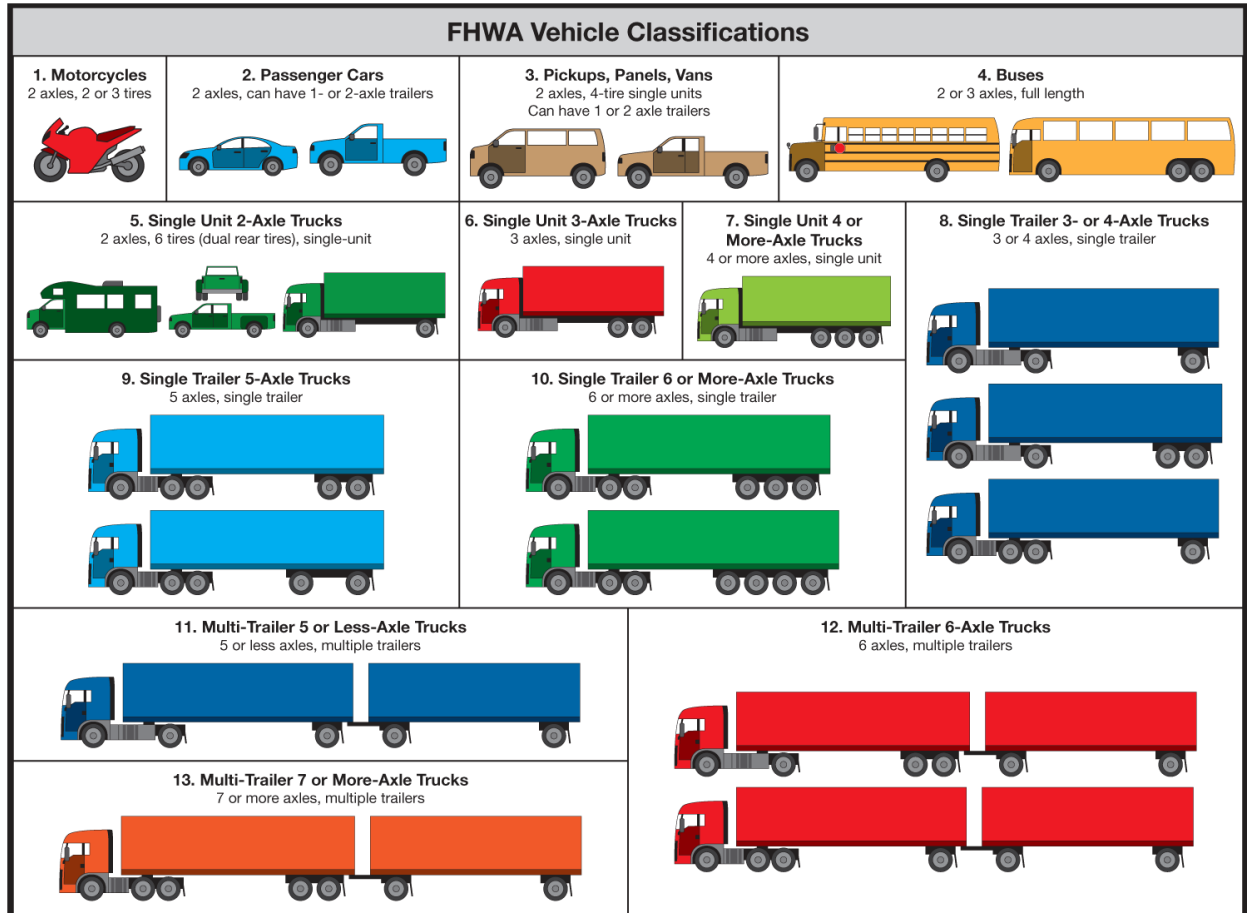 FHWA Vehicle Classifications
1. Motorcycles
2 axles, 2 or 3 tires
2. Passenger Cars
2 axles, can have 1- or 2-axle trailers
3. Pickups, Panels, Vans
2 axles, 4-tire single units
Can have 1 or 2 axle trailers
4. Buses
2 or 3 axles, full length
5. Single Unit 2-Axle Trucks
2 axles, 6 tires (dual rear tires), single-unit
6. Single Unit 3-Axle Trucks
3 axles, single unit
7. Single Unit 4 or
More-Axle Trucks
4 or more axles, single unit
8. Single Trailer 3- or 4-Axle Trucks
3 or 4 axles, single trailer
9. Single Trailer 5-Axle Trucks
5 axles, single trailer
10. Single Trailer 6 or More-Axle Trucks
6 or more axles, single trailer
11. Multi-Trailer 5 or Less-Axle Trucks
5 or less axles, multiple trailers
12. Multi-Trailer 6-Axle Trucks
6 axles, multiple trailers
13. Multi-Trailer 7 or More-Axle Trucks
7 or more axles, multiple trailers